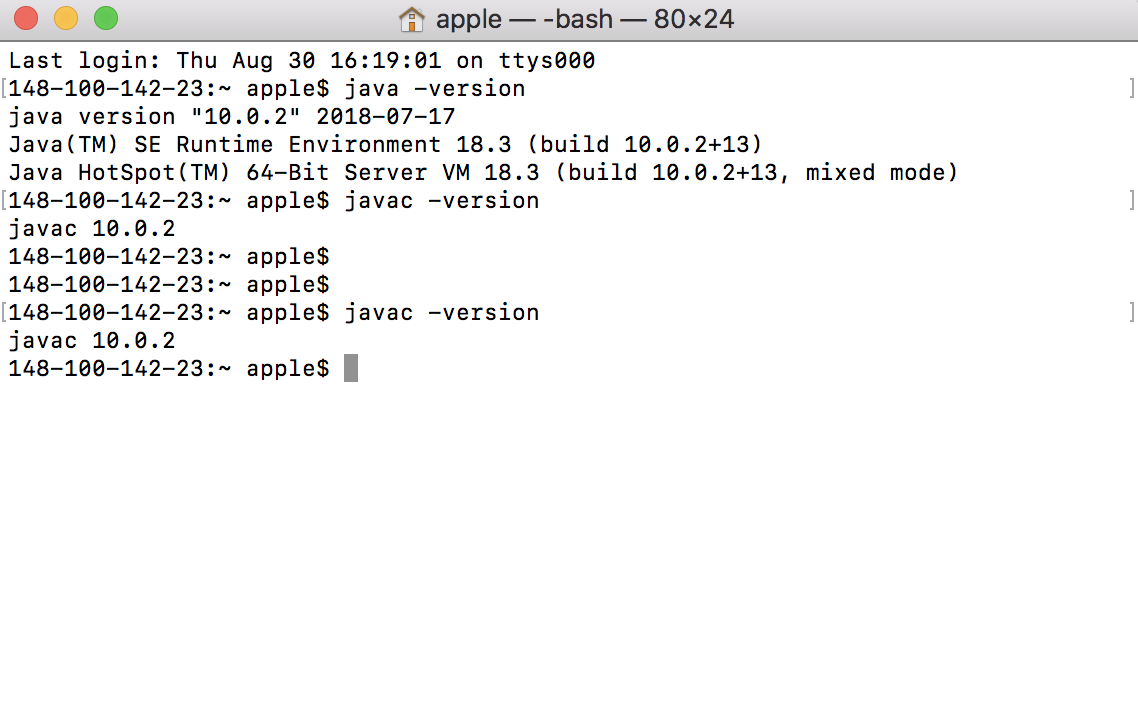 apple — -bash — 80×24
Last login: Thu Aug 30 16:19:01 on ttys000
[148-100-142-23:~ apple$ java -version ]
java version "10.0.2" 2018-07-17
Java(TM) SE Runtime Environment 18.3 (build 10.0.2+13)
Java HotSpot(TM) 64-Bit Server VM 18.3 (build 10.0.2+13, mixed mode)
[148-100-142-23:~ apple$ javac -version ]
javac 10.0.2
148-100-142-23:~ apple$
148-100-142-23:~ apple$
[148-100-142-23:~ apple$ javac -version ]
javac 10.0.2
148-100-142-23:~ apple$